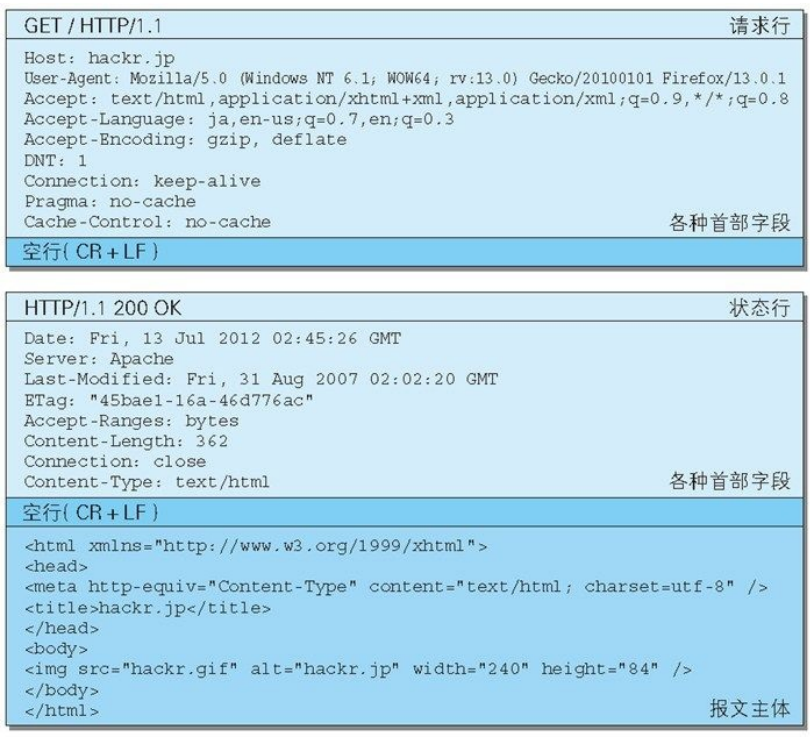 GET / HTTP/1.1 请求行
Host: hackr.jp
User-Agent: Mozilla/5.0 (Windows NT 6.1; WOW64; rv:13.0) Gecko/20100101 Firefox/13.0.1
Accept: text/html,application/xhtml+xml,application/xml;q=0.9,*/*;q=0.8
Accept-Language: ja,en-us;q=0.7,en;q=0.3
Accept-Encoding: gzip, deflate
DNT: 1
Connection: keep-alive
Pragma: no-cache
Cache-Control: no-cache 各种首部字段
空行(CR+LF)
HTTP/1.1 200 OK 状态行
Date: Fri, 13 Jul 2012 02:45:26 GMT
Server: Apache
Last-Modified: Fri, 31 Aug 2007 02:02:20 GMT
ETag: "45bae1-16a-46d776ac"
Accept-Ranges: bytes
Content-Length: 362
Connection: close
Content-Type: text/html 各种首部字段
空行(CR+LF)
<html xmlns="http://www.w3.org/1999/xhtml">
<head>
<meta http-equiv="Content-Type" content="text/html; charset=utf-8" />
<title>hackr.jp</title>
</head>
<body>
<img src="hackr.gif" alt="hackr.jp" width="240" height="84" />
</body>
</html> 报文主体